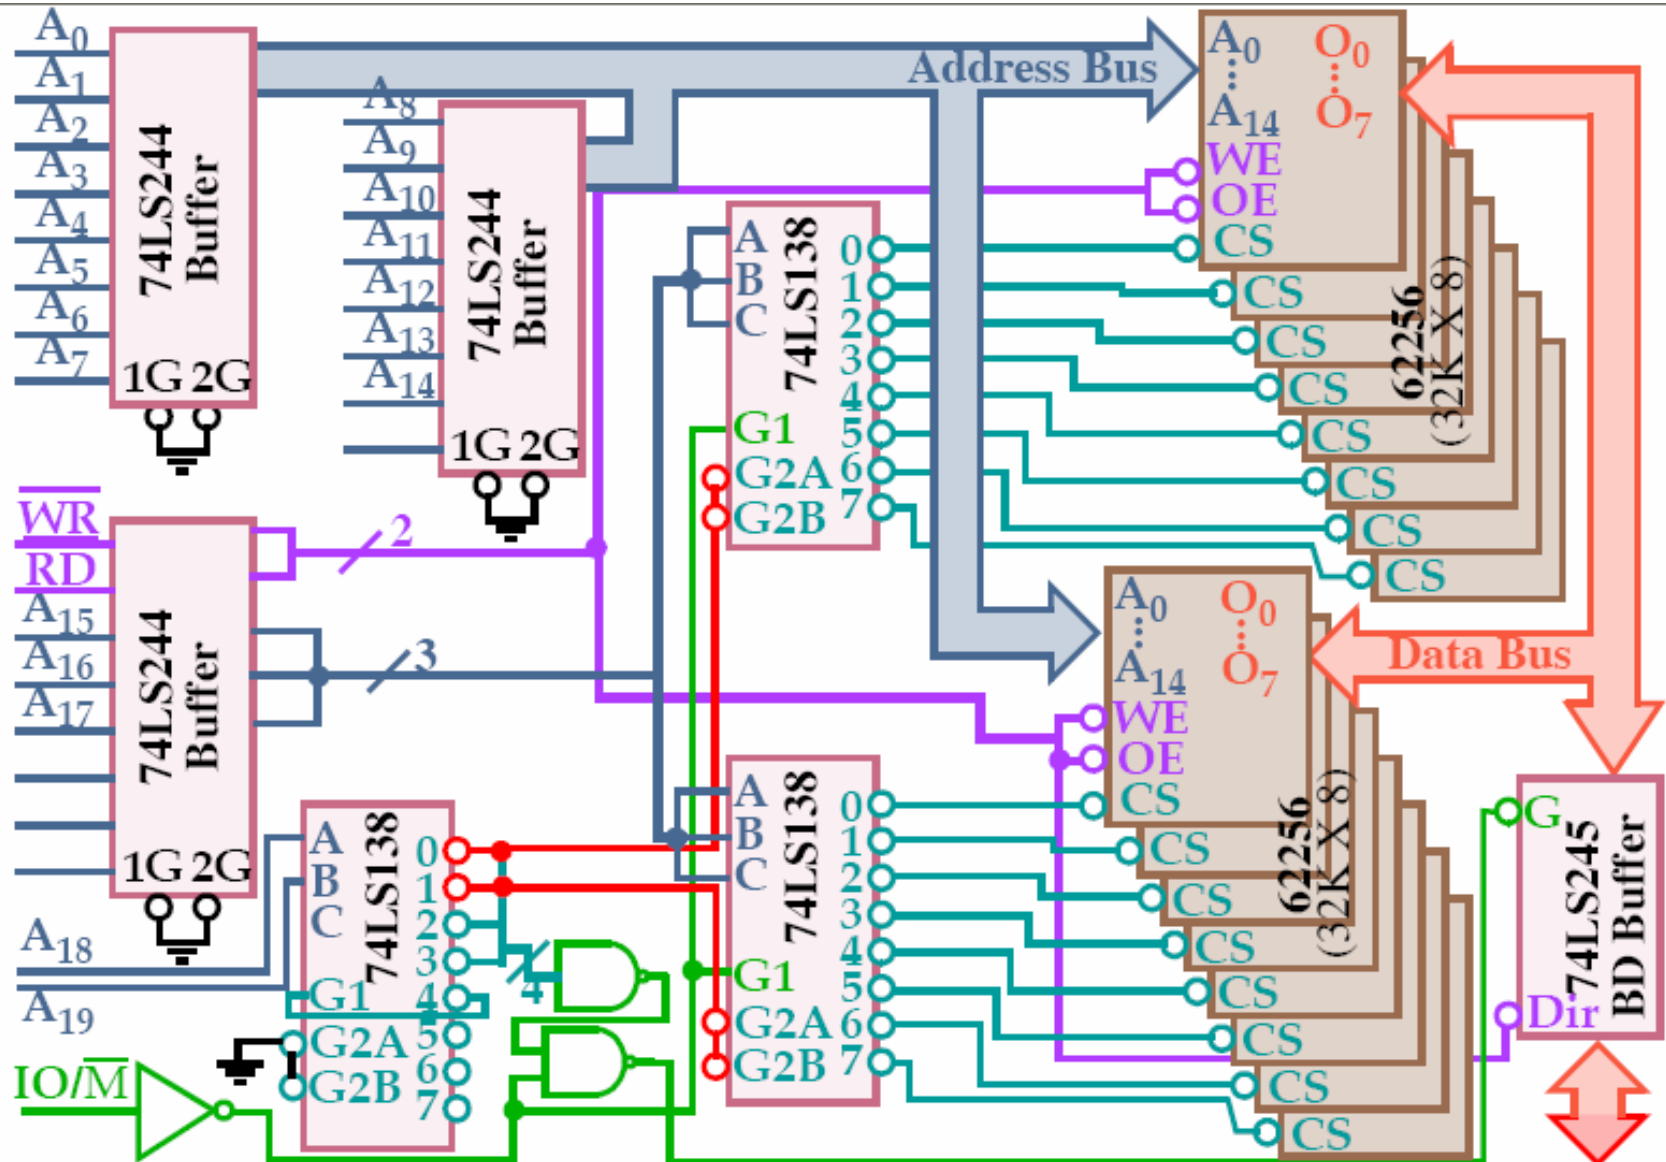 A0
A1
A2
A3
A4
A5
A6
A7
74LS244
Buffer
1G 2G
A8
A9
A10
A11
A12
A13
A14
74LS244
Buffer
1G 2G
Address Bus
A0
A14
O0
O7
WE
OE
CS
CS
CS
CS
CS
CS
CS
CS
62256
(32K X 8)
A
B
C
74LS138
G1
G2A
G2B
0
1
2
3
4
5
6
7
WR
RD
A15
A16
A17
74LS244
Buffer
1G 2G
2
3
A0
A14
O0
O7
WE
OE
CS
CS
CS
CS
CS
CS
CS
CS
62256
(32K X 8)
Data Bus
A
B
C
74LS138
G1
G2A
G2B
0
1
2
3
4
5
6
7
A18
A19
A
B
C
74LS138
G1
G2A
G2B
0
1
2
3
4
5
6
7
4
IO/M
G
74LS245
BD Buffer
Dir